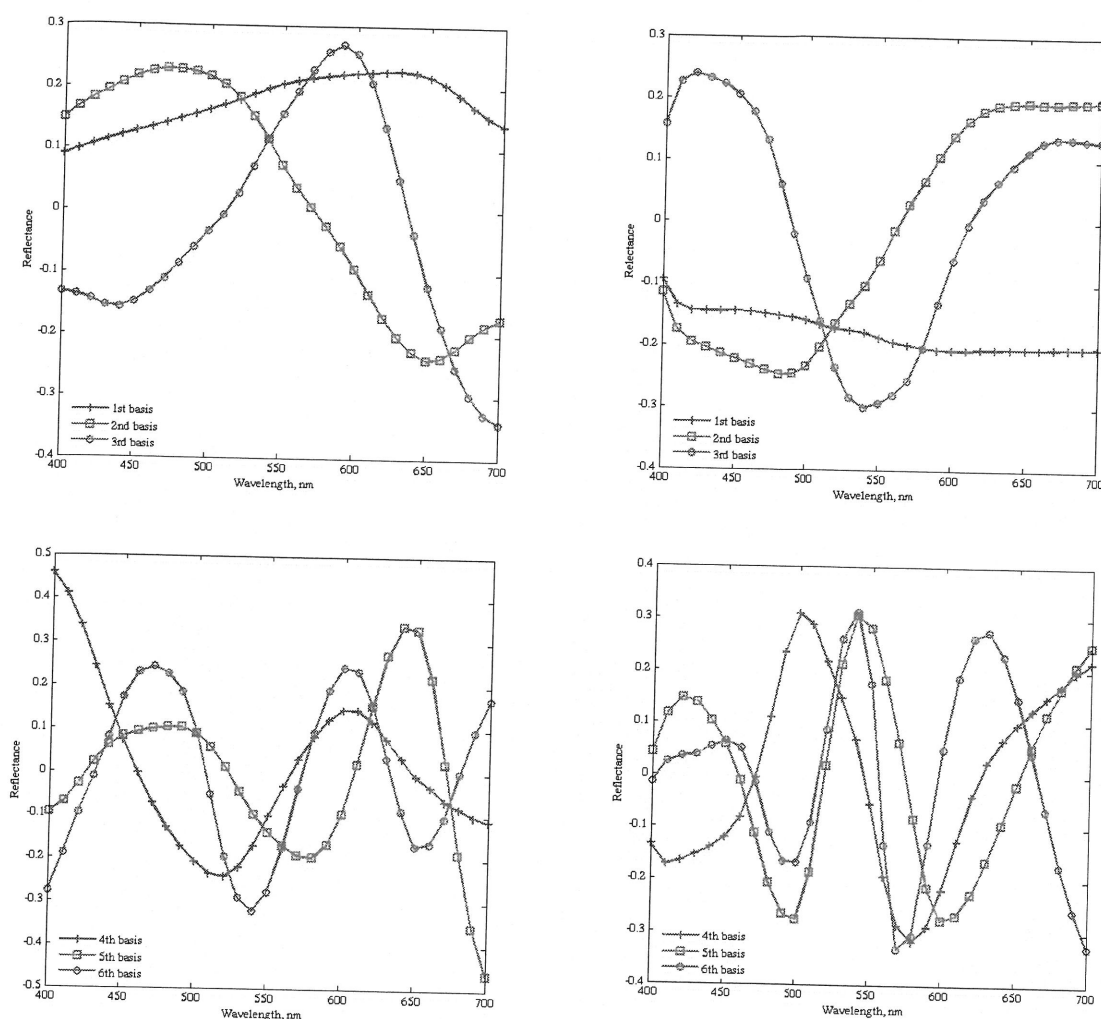 0.3
0.2
0.1
0
-0.1
-0.2
-0.3
-0.4
Reflectance
1st basis
2nd basis
3rd basis
400 450 500 550 600 650 700
Wavelength, nm
0.3
0.2
0.1
0
-0.1
-0.2
-0.3
-0.4
Relectance
1st basis
2nd basis
3rd basis
400 450 500 550 600 650 700
Wavelength, nm
0.5
0.4
0.3
0.2
0.1
0
-0.1
-0.2
-0.3
-0.4
-0.5
Reflectance
4th basis
5th basis
6th basis
400 450 500 550 600 650 700
Wavelength, nm
0.4
0.3
0.2
0.1
0
-0.1
-0.2
-0.3
-0.4
Reflectance
4th basis
5th basis
6th basis
400 450 500 550 600 650 700
Wavelength, nm